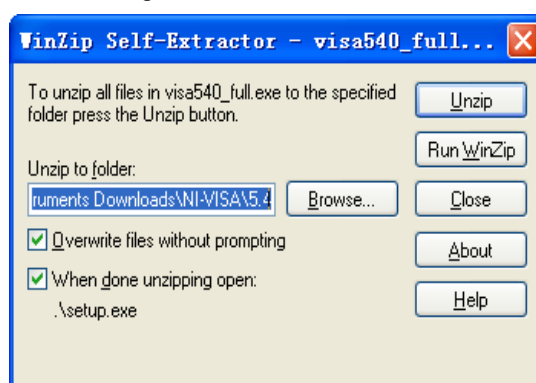 WinZip Self-Extractor - visa540_full...
To unzip all files in visa540_full.exe to the specified
folder press the Unzip button.
Unzip to folder:
ruments Downloads\NI-VISA\5.4
Browse...
Overwrite files without prompting
When done unzipping open:
.\setup.exe
Unzip
Run WinZip
Close
About
Help